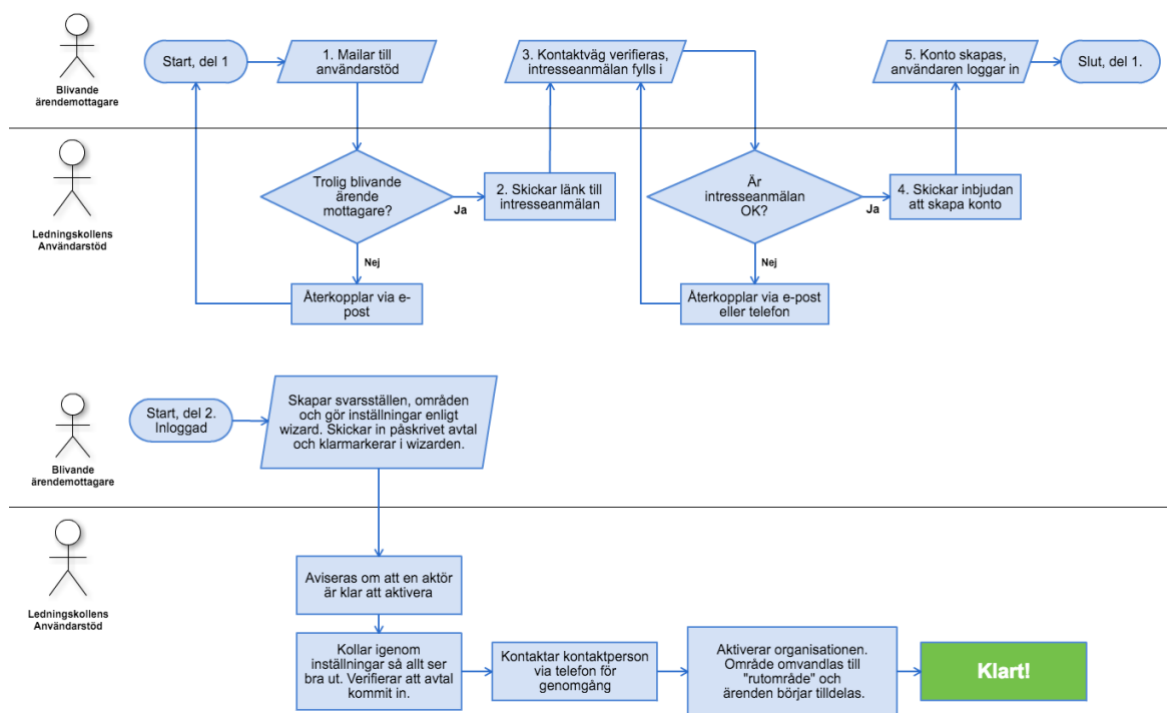 Blivande
ärendemottagare
Start, del 1
1. Mailar till
användarstöd
3. Kontaktväg verifieras,
intresseanmälan fylls i
5. Konto skapas,
användaren loggar in
Slut, del 1.
Ledningskollens
Användarstöd
Trolig blivande
ärende
mottagare?
Ja
2. Skickar länk till
intresseanmälan
Är
intresseanmälan
OK?
Ja
4. Skickar inbjudan
att skapa konto
Nej
Återkopplar via e-
post
Nej
Återkopplar via e-post
eller telefon
Blivande
ärendemottagare
Start, del 2.
Inloggad
Skapar svarsställen, områden
och gör inställningar enligt
wizard. Skickar in påskrivet avtal
och klarmarkerar i wizarden.
Ledningskollens
Användarstöd
Aviseras om att en aktör
är klar att aktivera
Kollar igenom
inställningar så allt ser
bra ut. Verifierar att avtal
kommit in.
Kontaktar kontaktperson
via telefon för
genomgång
Aktiverar organisationen.
Område omvandlas till
"rutområde" och
ärenden börjar tilldelas.
Klart!